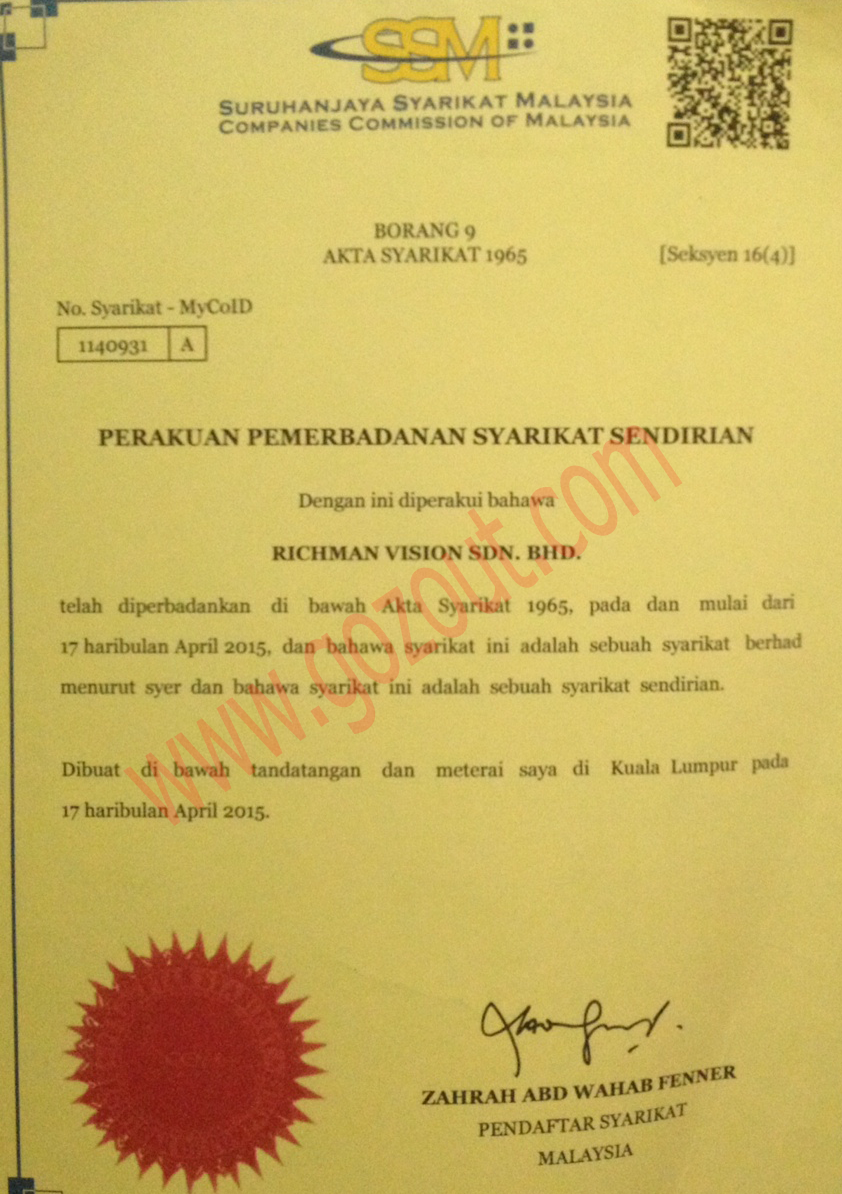 SSM
SURUHANJAYA SYARIKAT MALAYSIA
COMPANIES COMMISSION OF MALAYSIA
BORANG 9
AKTA SYARIKAT 1965 [Seksyen 16(4)]
No. Syarikat - MyCoID
1140931 A
PERAKUAN PEMERBADANAN SYARIKAT SENDIRIAN
Dengan ini diperakui bahawa
RICHMAN VISION SDN. BHD.
telah diperbadankan di bawah Akta Syarikat 1965, pada dan mulai dari
17 haribulan April 2015, dan bahawa syarikat ini adalah sebuah syarikat berhad
menurut syer dan bahawa syarikat ini adalah sebuah syarikat sendirian.
Dibuat di bawah tandatangan dan meterai saya di Kuala Lumpur pada
17 haribulan April 2015.
www.gozout.com
ZAHRAH ABD WAHAB FENNER
PENDAFTAR SYARIKAT
MALAYSIA